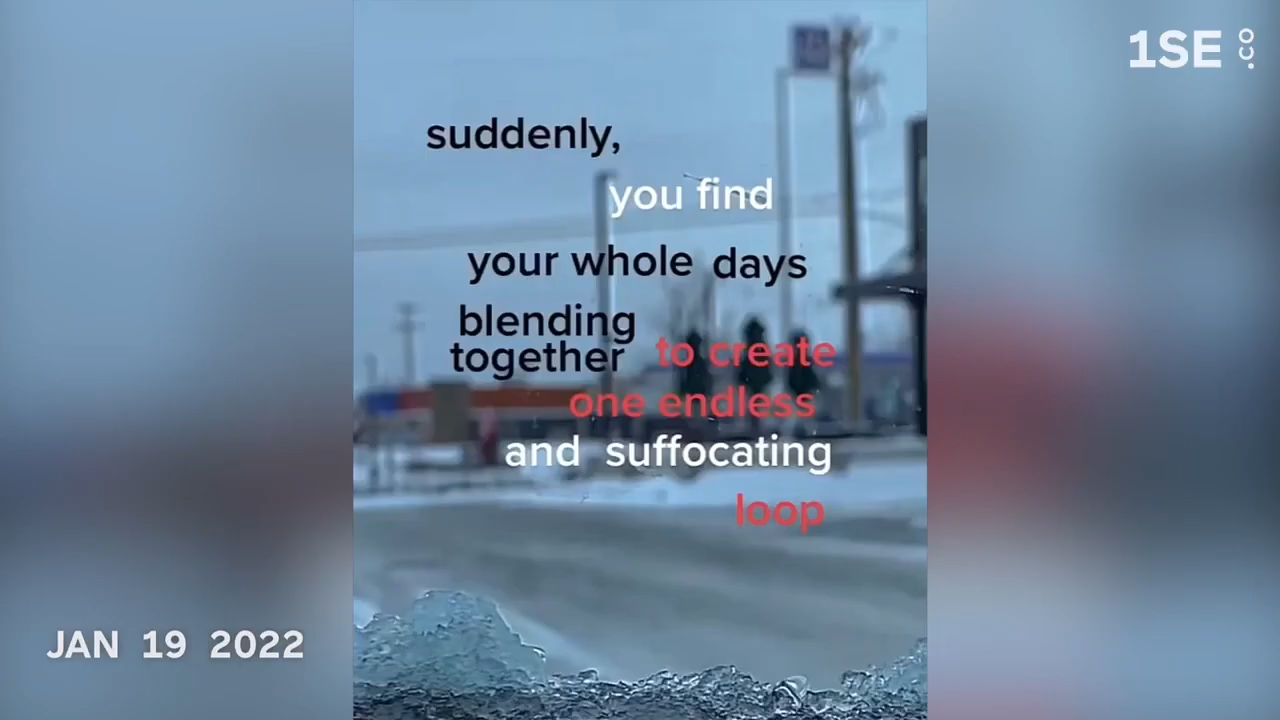 1SE .CO
suddenly,
you find
your whole days
blending
together to create
one endless
and suffocating
loop
JAN 19 2022